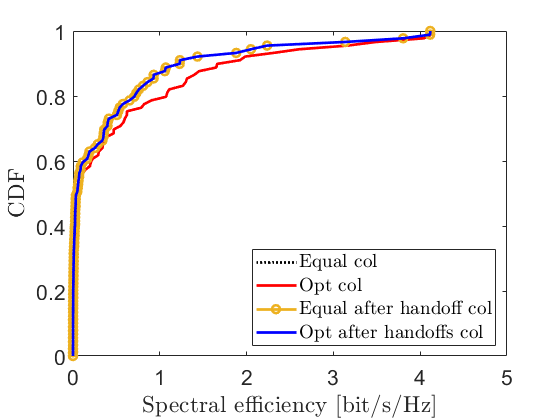 1
0.8
0.6
0.4
0.2
0
CDF
Equal col
Opt col
Equal after handoff col
Opt after handoffs col
0 1 2 3 4 5
Spectral efficiency [bit/s/Hz]